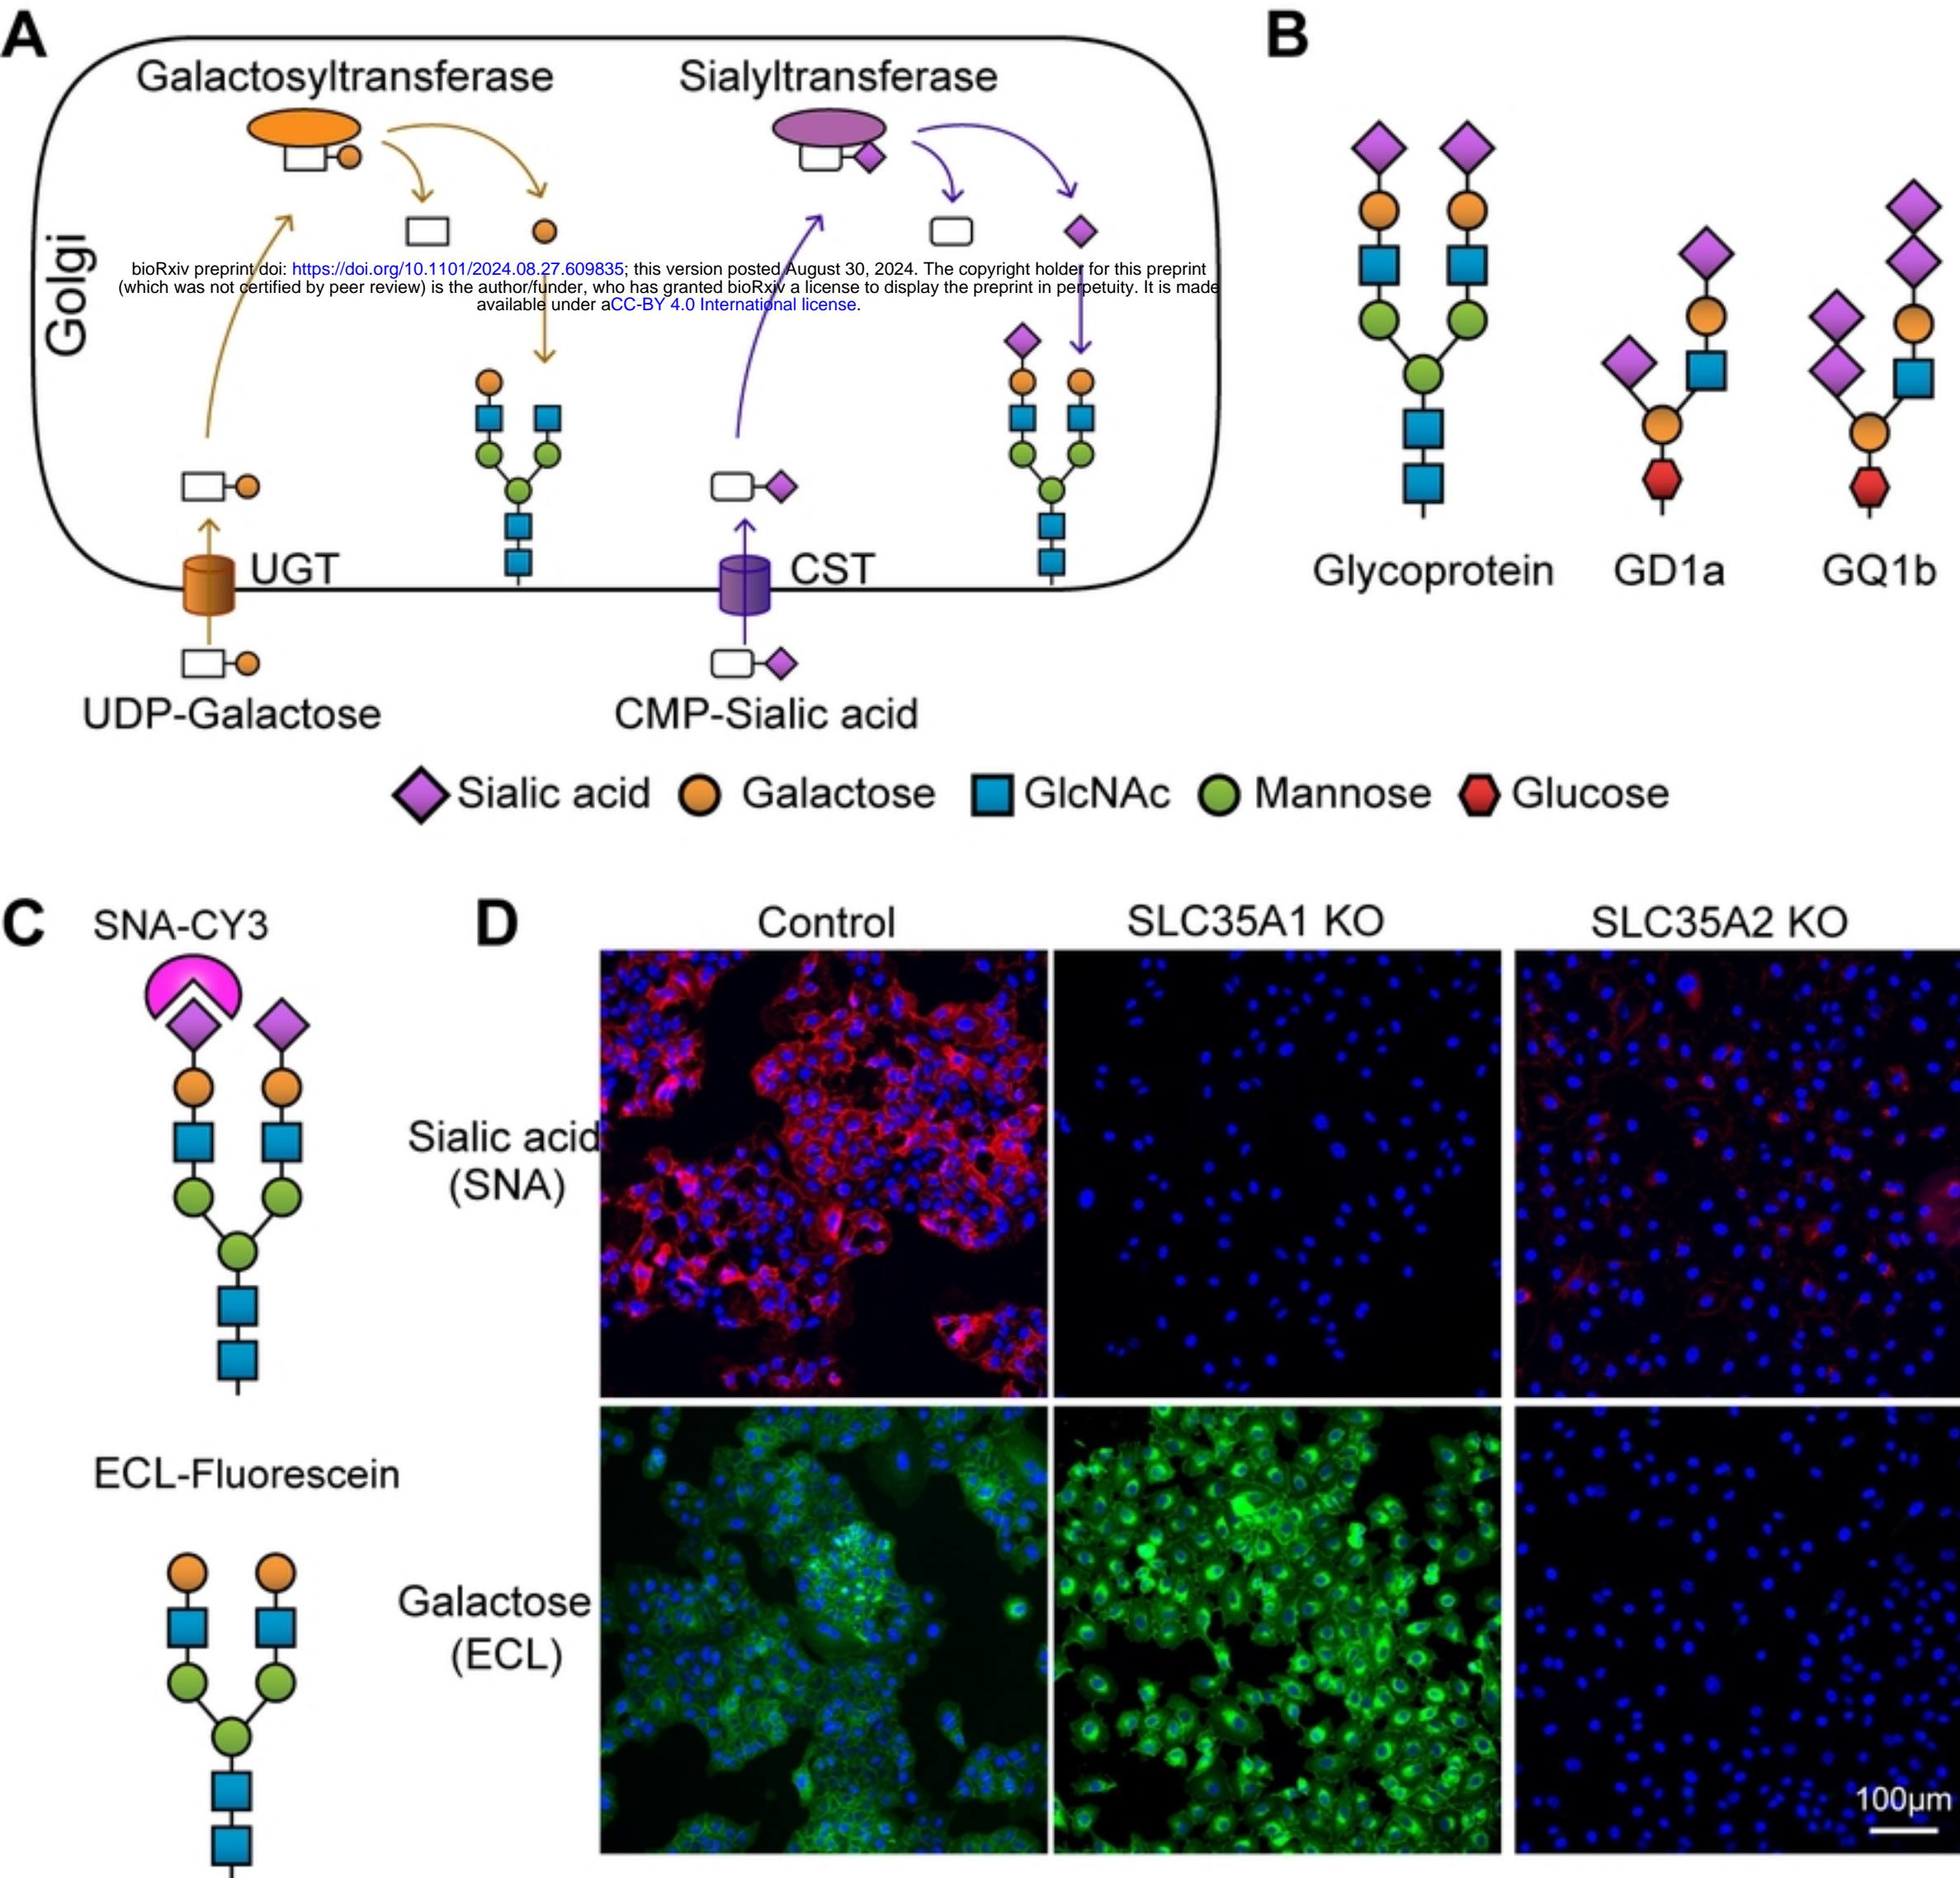 A
B
Galactosyltransferase
Sialyltransferase
Golgi
bioRxiv preprint doi: https://doi.org/10.1101/2024.08.27.609835; this version posted August 30, 2024. The copyright holder for this preprint
(which was not certified by peer review) is the author/funder, who has granted bioRxiv a license to display the preprint in perpetuity. It is made
available under aCC-BY 4.0 International license.
UGT
CST
UDP-Galactose
CMP-Sialic acid
Glycoprotein
GD1a
GQ1b
Sialic acid
Galactose
GlcNAc
Mannose
Glucose
C
SNA-CY3
ECL-Fluorescein
D
Control
SLC35A1 KO
SLC35A2 KO
Sialic acid
(SNA)
Galactose
(ECL)
100µm